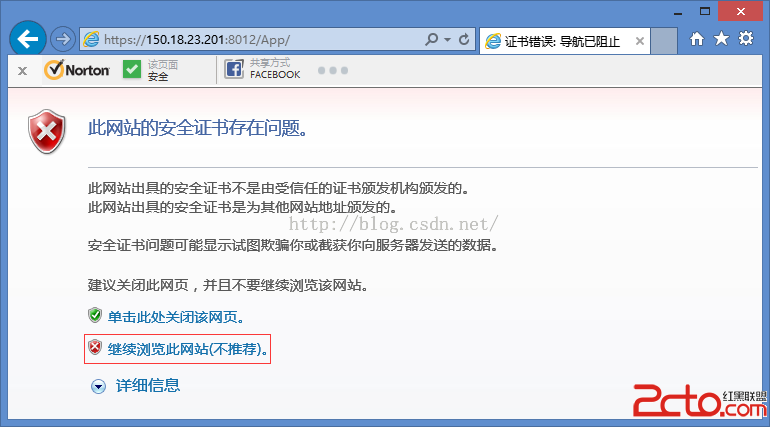 https://150.18.23.201:8012/App/
证书错误: 导航已阻止
Norton
该页面
安全
共享方式
FACEBOOK
此网站的安全证书存在问题。
此网站出具的安全证书不是由受信任的证书颁发机构颁发的。
此网站出具的安全证书是为其他网站地址颁发的。
http://blog.csdn.net/
安全证书问题可能显示试图欺骗你或截获你向服务器发送的数据。
建议关闭此网页，并且不要继续浏览该网站。
单击此处关闭该网页。
继续浏览此网站(不推荐)。
详细信息
2cto.com
红黑联盟